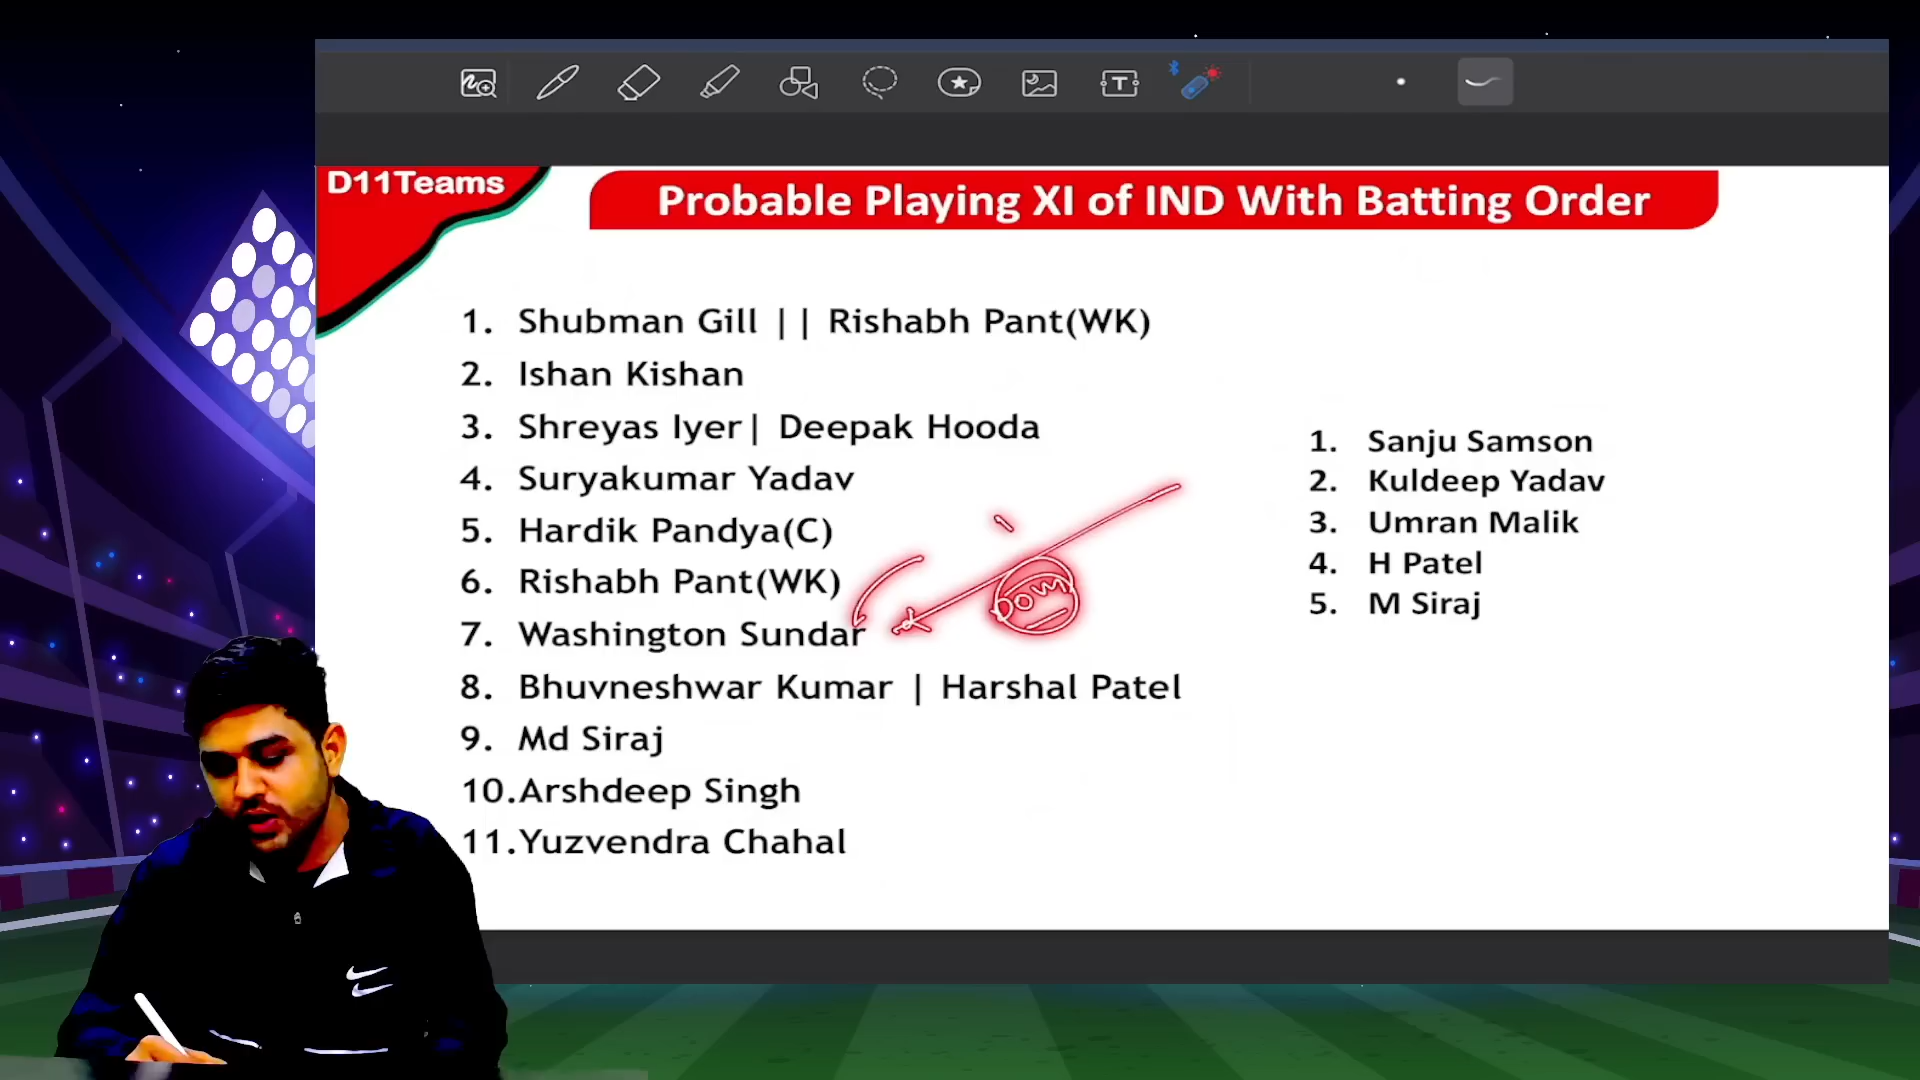 D11Teams
Probable Playing XI of IND With Batting Order
1. Shubman Gill || Rishabh Pant(WK)
2. Ishan Kishan
3. Shreyas Iyer| Deepak Hooda
4. Suryakumar Yadav
5. Hardik Pandya(C)
6. Rishabh Pant(WK)
7. Washington Sundar
8. Bhuvneshwar Kumar | Harshal Patel
9. Md Siraj
10.Arshdeep Singh
11.Yuzvendra Chahal
Down
1. Sanju Samson
2. Kuldeep Yadav
3. Umran Malik
4. H Patel
5. M Siraj